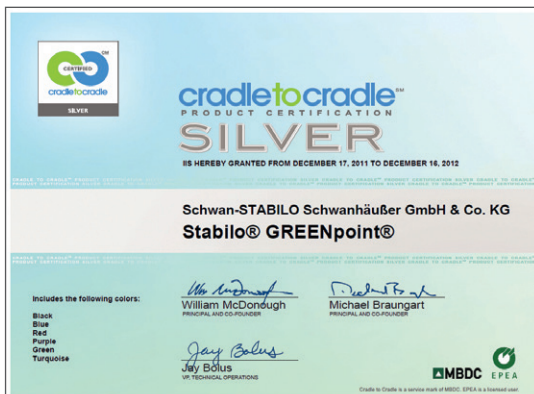 CERTIFIED
cradletocradle
SILVER
cradletocradle℠
PRODUCT CERTIFICATION
SILVER
IS HEREBY GRANTED FROM DECEMBER 17, 2011 TO DECEMBER 16, 2012
Schwan-STABILO Schwanhäußer GmbH & Co. KG
Stabilo® GREENpoint®
Includes the following colors:
Black
Blue
Red
Purple
Green
Turquoise
William McDonough
PRINCIPAL AND CO-FOUNDER
Michael Braungart
PRINCIPAL AND CO-FOUNDER
Jay Bolus
Jay Bolus
VP, TECHNICAL OPERATIONS
MBDC
EPEA
Cradle to Cradle is a service mark of MBDC. EPEA is a licensed user.